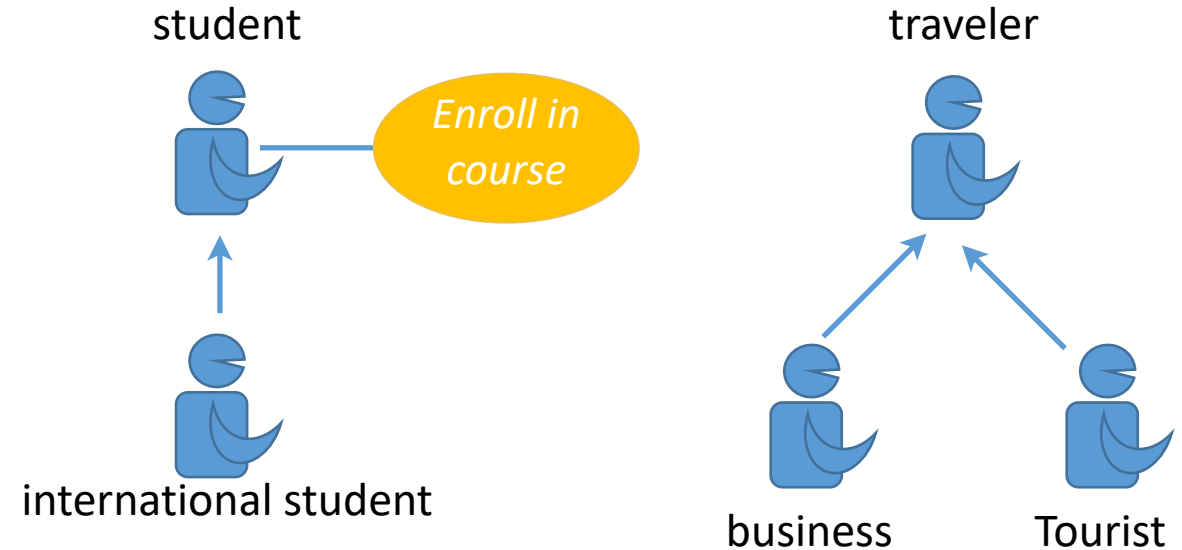 student
traveler
Enroll in
course
international student
business
Tourist